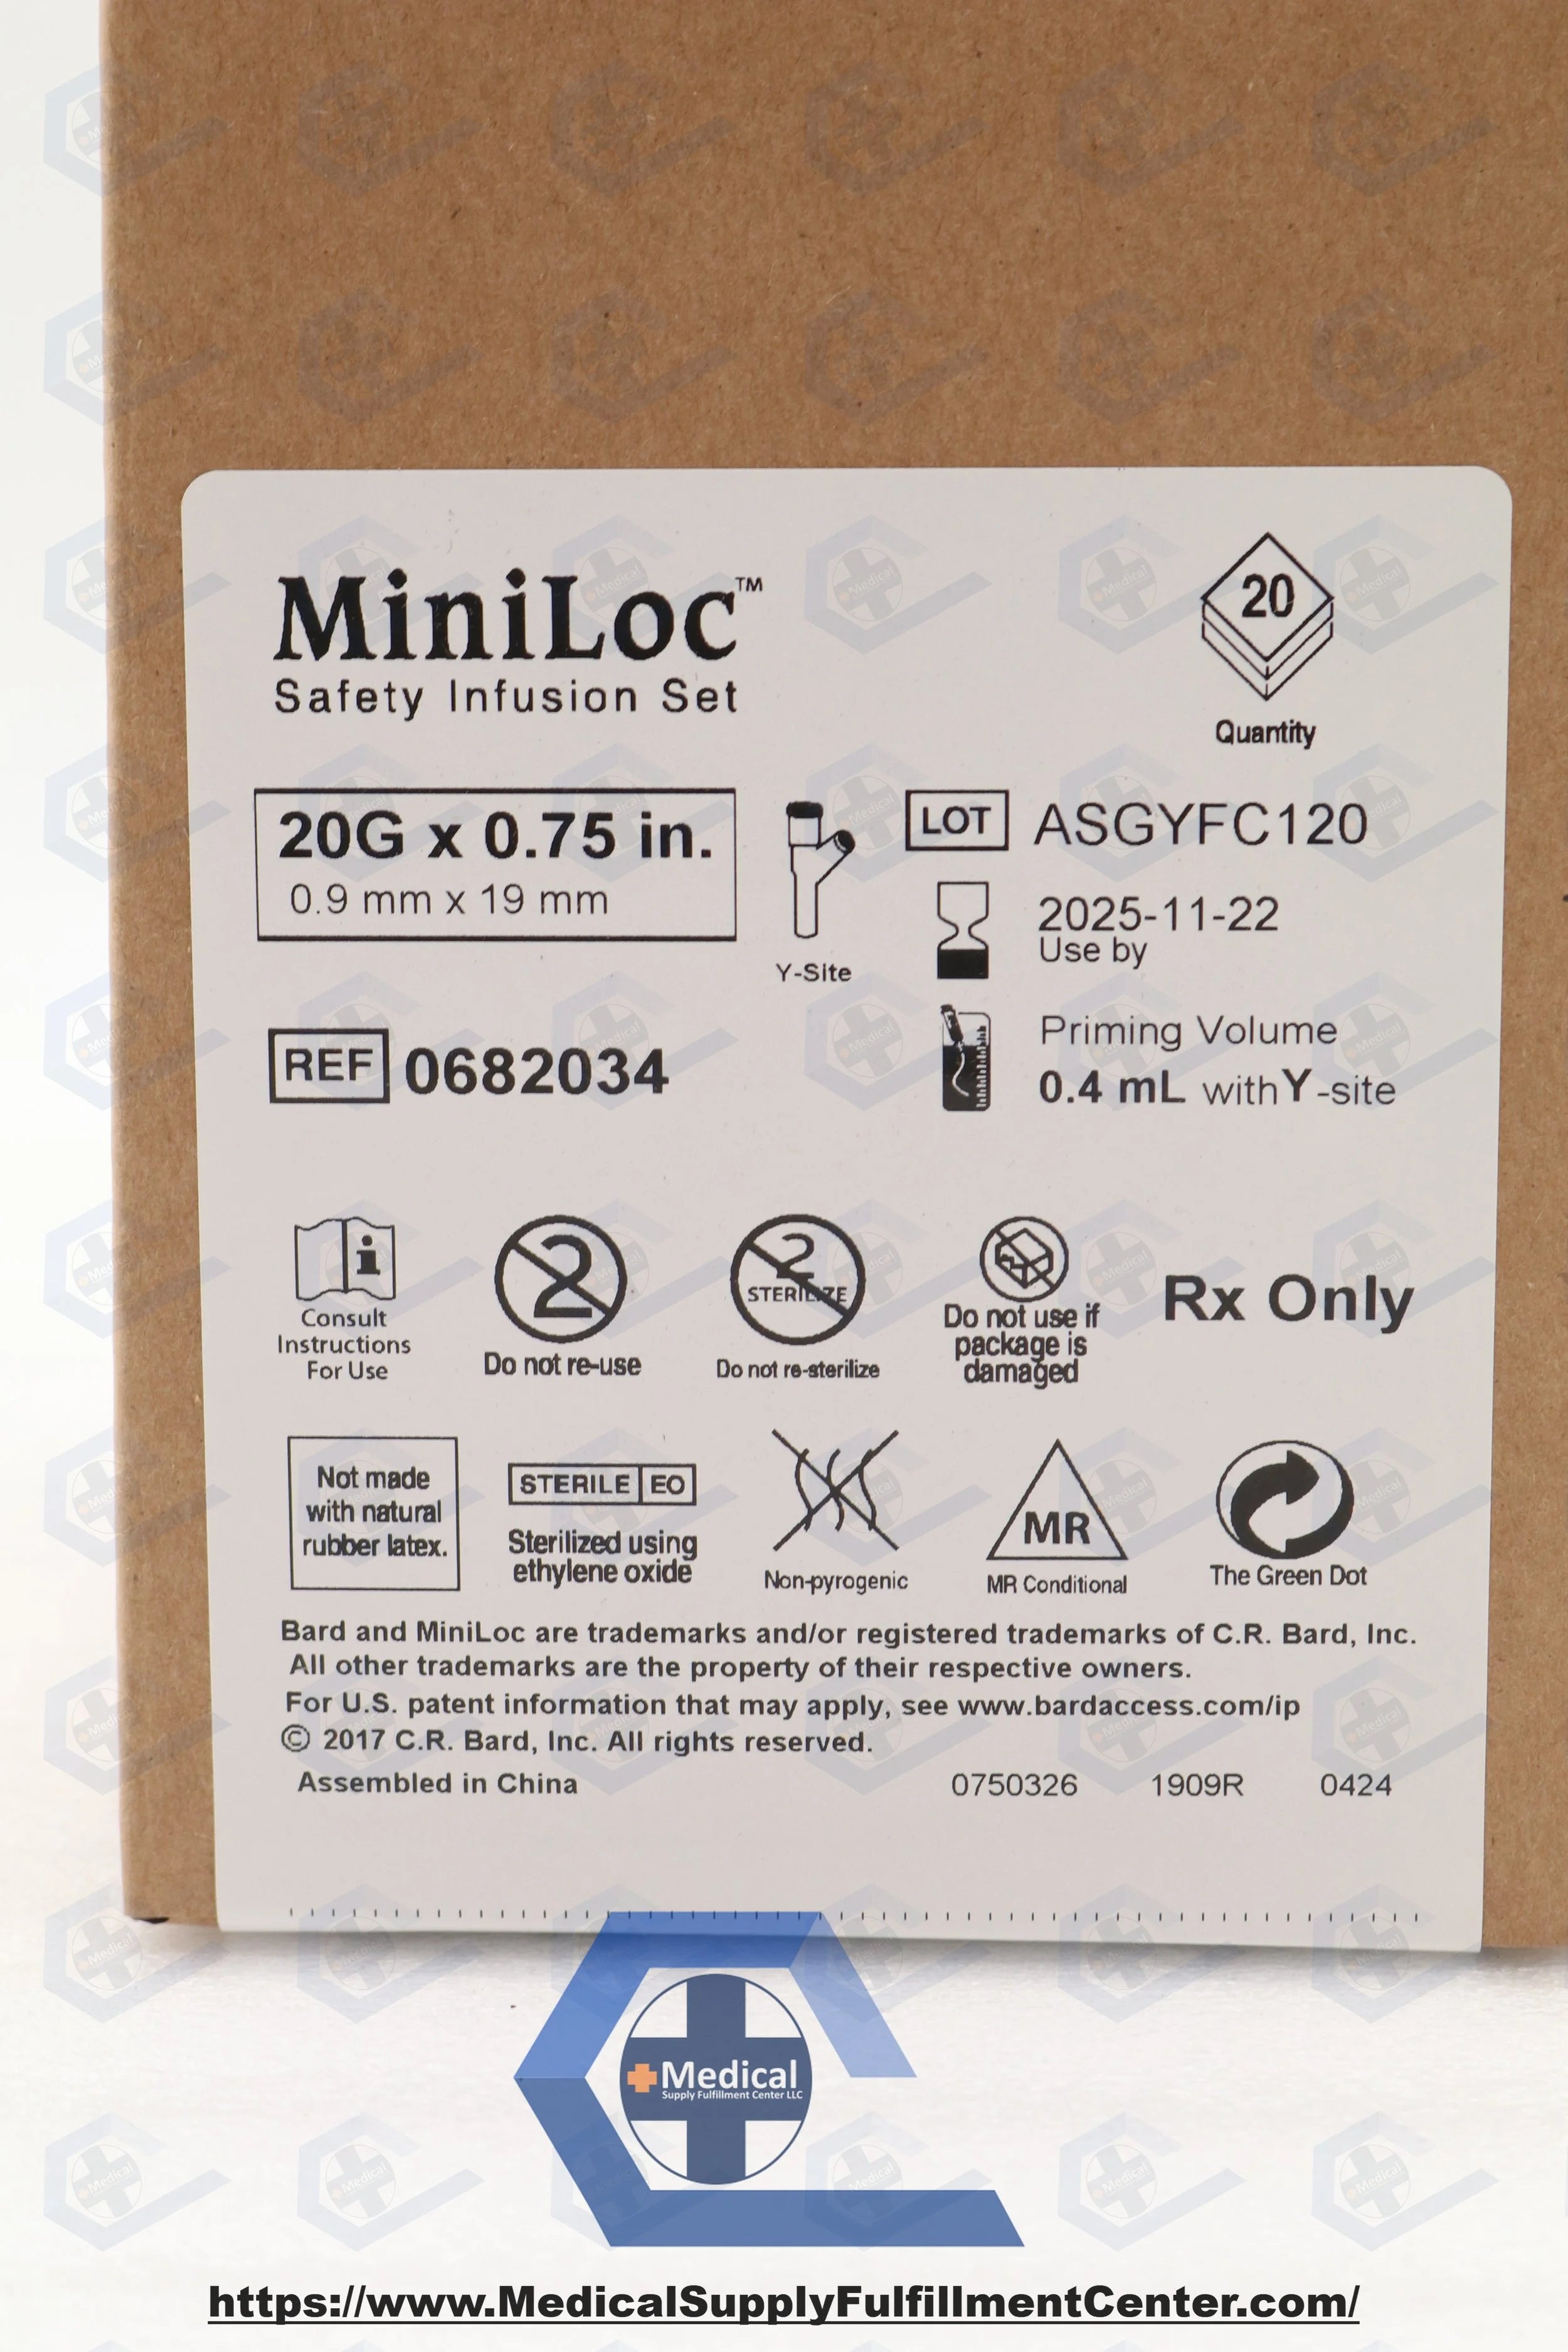 MiniLoc™
Safety Infusion Set
20
Quantity
20G x 0.75 in.
0.9 mm x 19 mm
Y-Site
LOT ASGYFC120
2025-11-22
Use by
REF 0682034
Priming Volume
0.4 mL with Y-site
i
Consult
Instructions
For Use
2
Do not re-use
2
STERILIZE
Do not re-sterilize
Do not use if
package is
damaged
Rx Only
Not made
with natural
rubber latex.
STERILE EO
Sterilized using
ethylene oxide
Non-pyrogenic
MR
MR Conditional
The Green Dot
Bard and MiniLoc are trademarks and/or registered trademarks of C.R. Bard, Inc.
All other trademarks are the property of their respective owners.
For U.S. patent information that may apply, see www.bardaccess.com/ip
© 2017 C.R. Bard, Inc. All rights reserved.
Assembled in China 0750326 1909R 0424
Medical
Supply Fulfillment Center LLC
https://www.MedicalSupplyFulfillmentCenter.com/